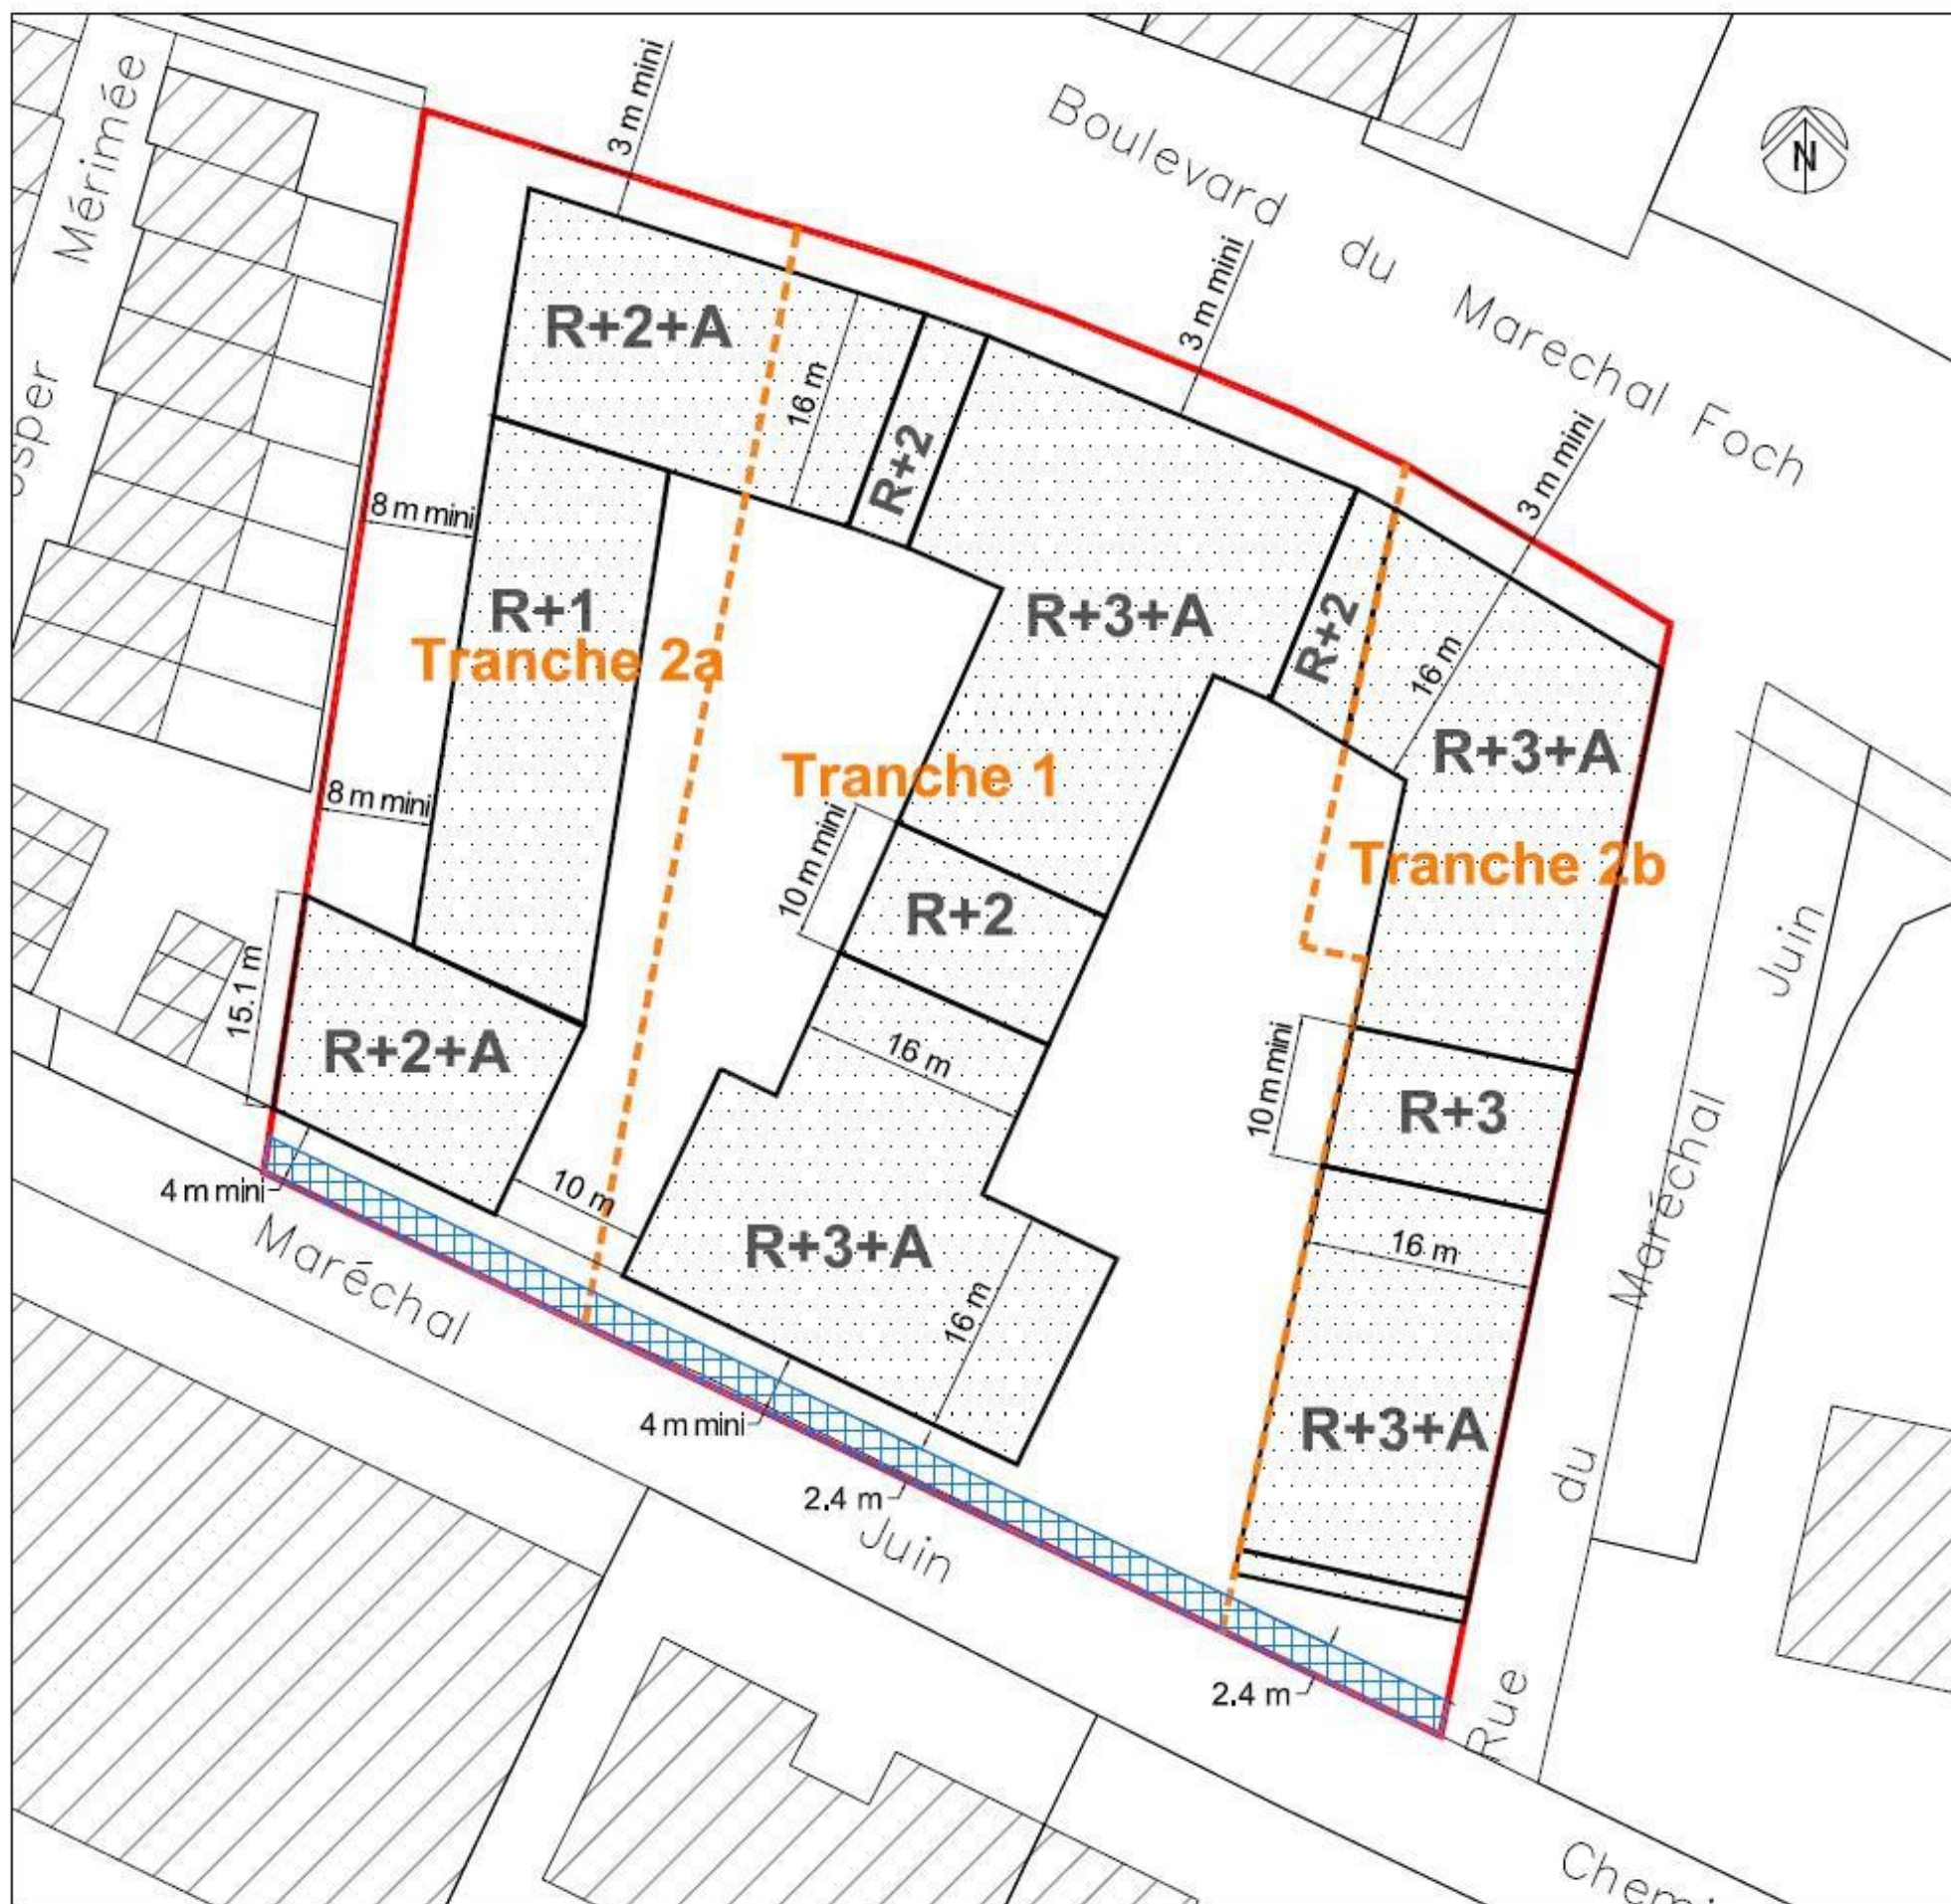 3 m mini
Mérimée
Boulevard du Marechal Foch
N
3 m mini
R+2+A
16 m
R+2
3 m mini
8 m mini
R+1
R+3+A
R+2
16 m
Tranche 2a
R+3+A
Tranche 1
8 m mini
10 m mini
Tranche 2b
R+2
15.1 m
R+2+A
16 m
10 m mini
R+3
Rue du Maréchal Juin
4 m mini
10 m
R+3+A
16 m
16 m
Maréchal Juin
4 m mini
R+3+A
2.4 m
2.4 m